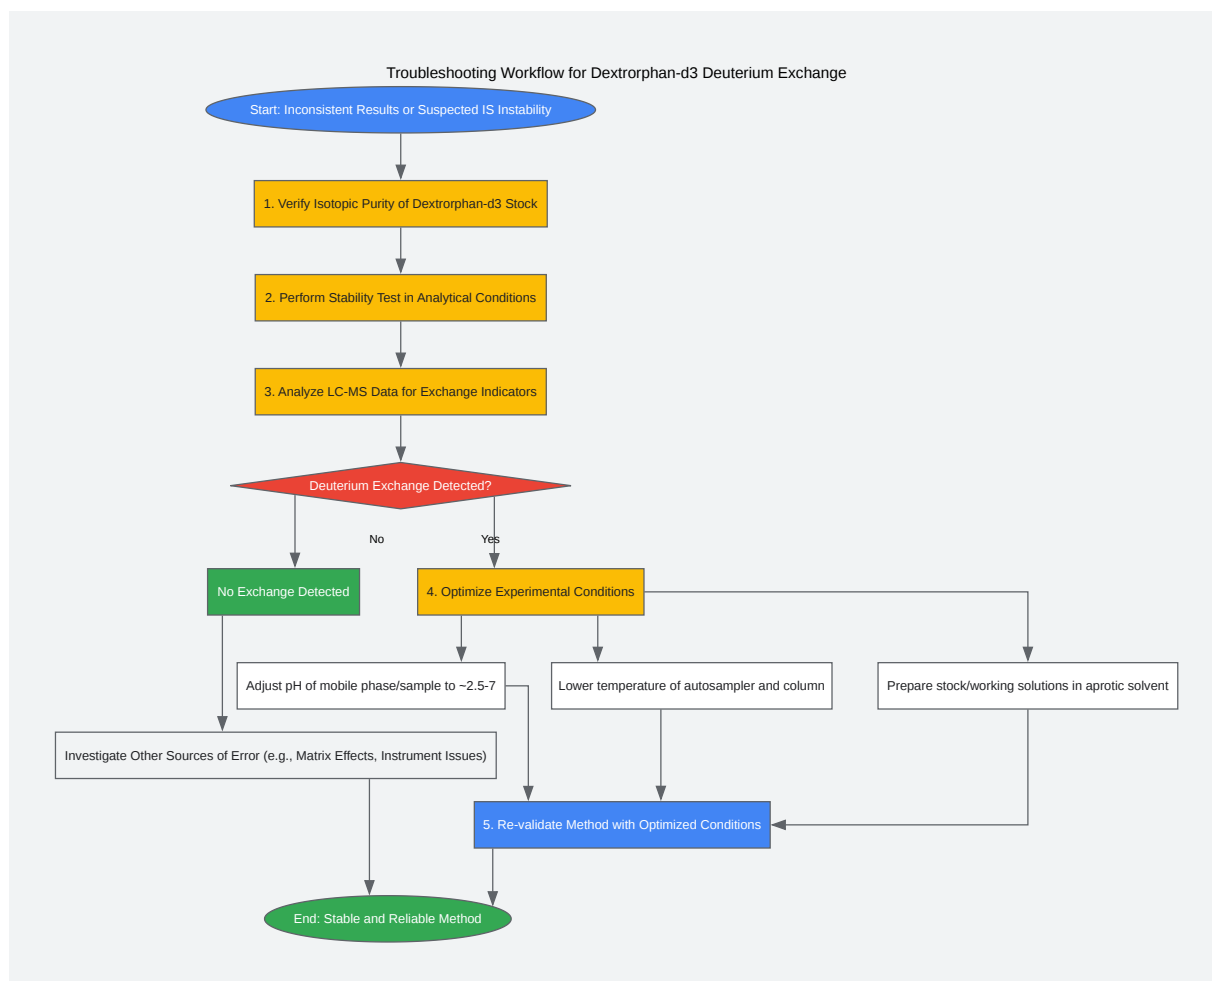 Troubleshooting Workflow for Dextrorphan-d3 Deuterium Exchange
Start: Inconsistent Results or Suspected IS Instability
1. Verify Isotopic Purity of Dextrorphan-d3 Stock
2. Perform Stability Test in Analytical Conditions
3. Analyze LC-MS Data for Exchange Indicators
Deuterium Exchange Detected?
No
Yes
No Exchange Detected
4. Optimize Experimental Conditions
Adjust pH of mobile phase/sample to ~2.5-7
Lower temperature of autosampler and column
Prepare stock/working solutions in aprotic solvent
Investigate Other Sources of Error (e.g., Matrix Effects, Instrument Issues)
5. Re-validate Method with Optimized Conditions
End: Stable and Reliable Method